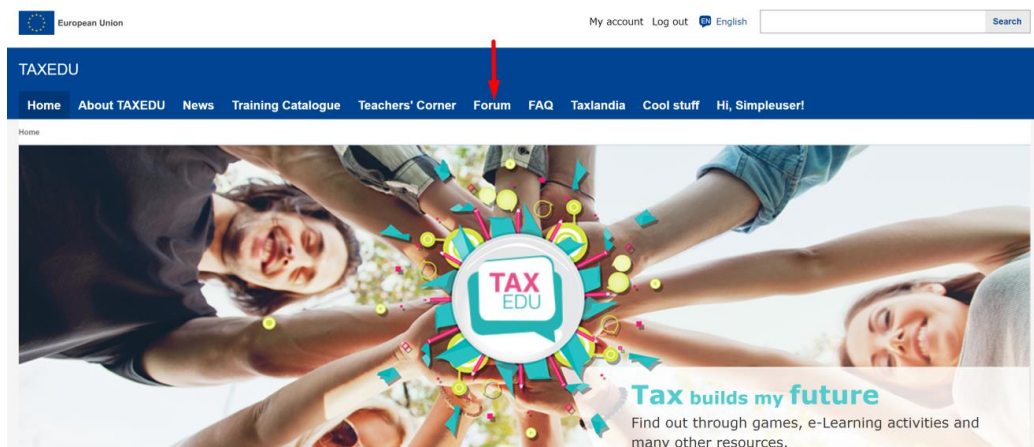 European Union
My account Log out EN English
Search
TAXEDU
Home About TAXEDU News Training Catalogue Teachers' Corner Forum FAQ Taxlandia Cool stuff Hi, Simpleuser!
Home
TAX
EDU
Tax builds my future
Find out through games, e-Learning activities and
many other resources.